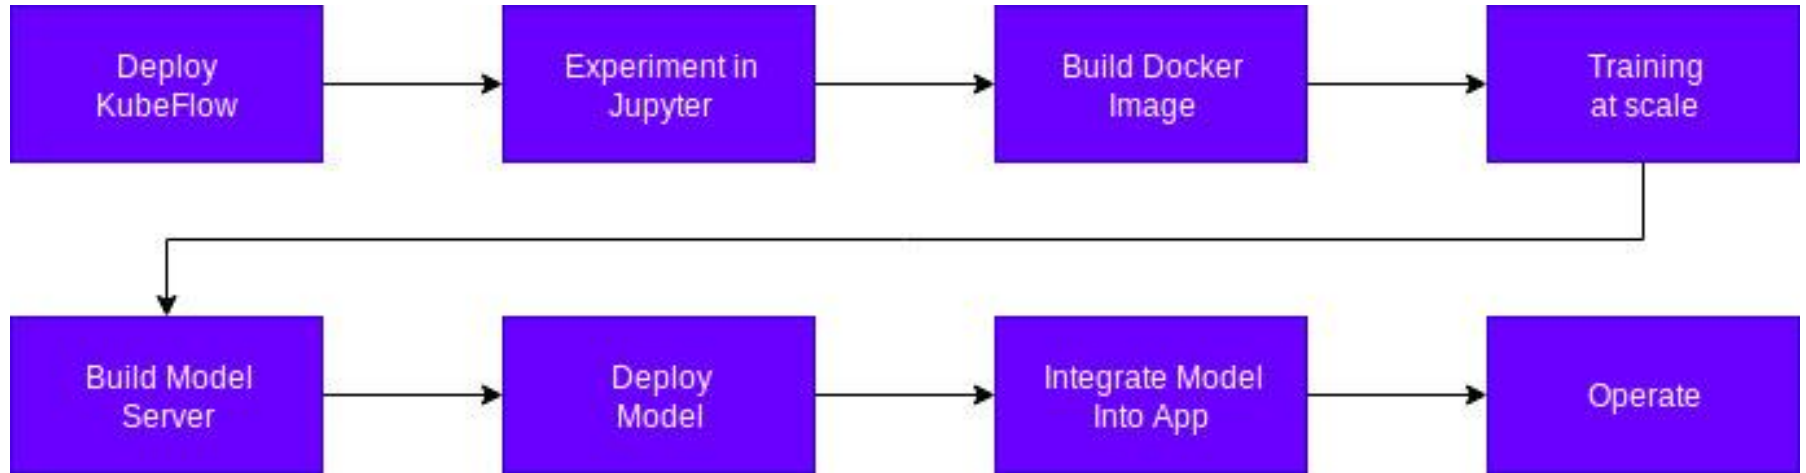 Deploy
KubeFlow
Experiment in
Jupyter
Build Docker
Image
Training
at scale
Build Model
Server
Deploy
Model
Integrate Model
Into App
Operate